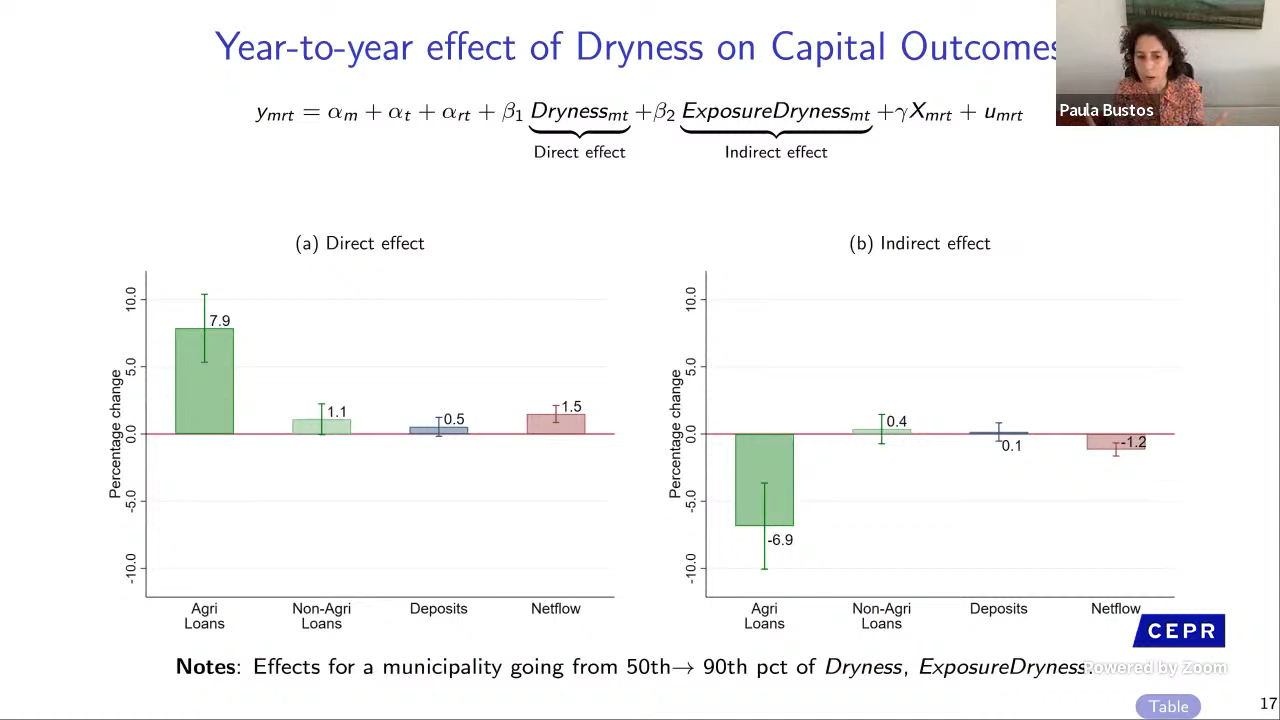 Year-to-year effect of Dryness on Capital Outcomes
Paula Bustos
y_mrt = α_m + α_t + α_rt + β_1 Dryness_mt + β_2 ExposureDryness_mt + γX_mrt + u_mrt
Direct effect
Indirect effect
(a) Direct effect
Percentage change
10.0
5.0
0.0
-5.0
-10.0
7.9
1.1
0.5
1.5
Agri Loans
Non-Agri Loans
Deposits
Netflow
(b) Indirect effect
Percentage change
10.0
5.0
0.0
-5.0
-10.0
-6.9
0.4
0.1
-1.2
Agri Loans
Non-Agri Loans
Deposits
Netflow
CEPR
Notes: Effects for a municipality going from 50th→ 90th pct of Dryness, ExposureDryness.
Powered by Zoom
Table
17